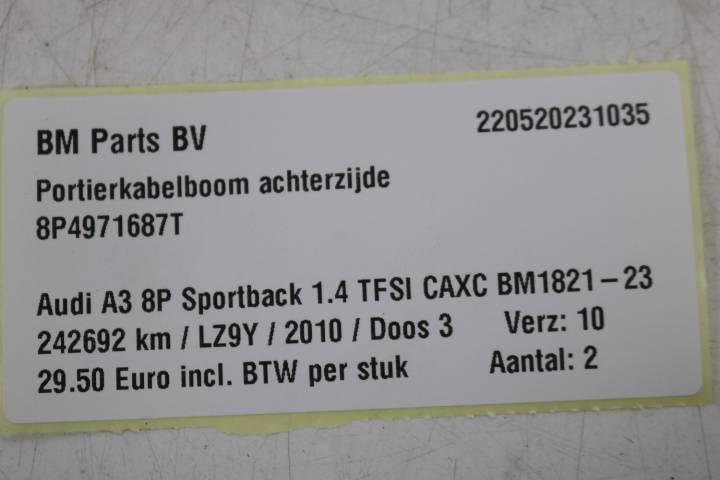 BM Parts BV 220520231035
Portierkabelboom achterzijde
8P4971687T
Audi A3 8P Sportback 1.4 TFSI CAXC BM1821-23
242692 km / LZ9Y / 2010 / Doos 3 Verz: 10
29.50 Euro incl. BTW per stuk Aantal: 2